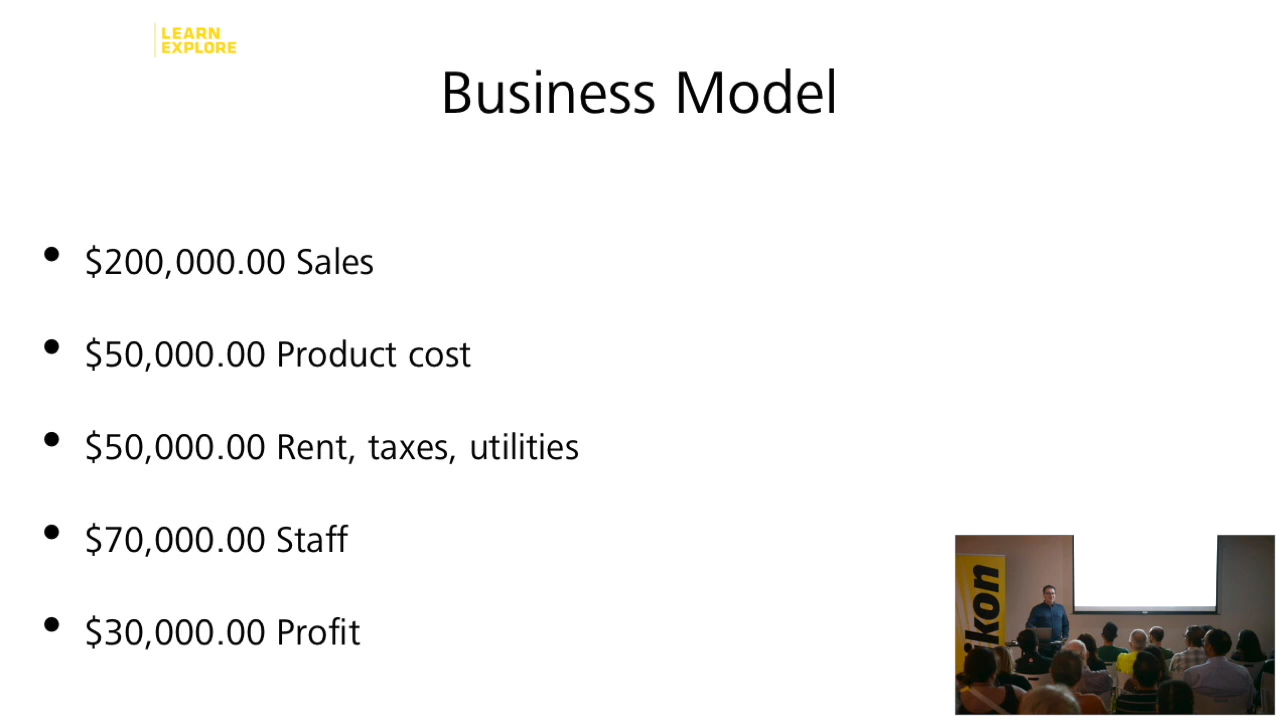 LEARN
EXPLORE
Business Model
• $200,000.00 Sales
• $50,000.00 Product cost
• $50,000.00 Rent, taxes, utilities
• $70,000.00 Staff
• $30,000.00 Profit
ikon